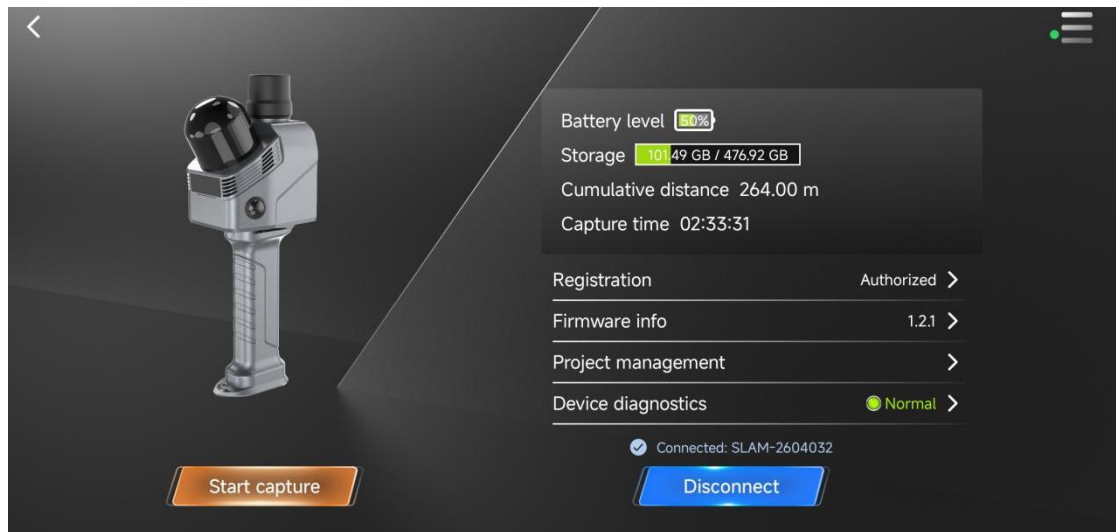 Battery level 50%
Storage 101.49 GB / 476.92 GB
Cumulative distance 264.00 m
Capture time 02:33:31
Registration Authorized
Firmware info 1.2.1
Project management
Device diagnostics Normal
Connected: SLAM-2604032
Start capture
Disconnect